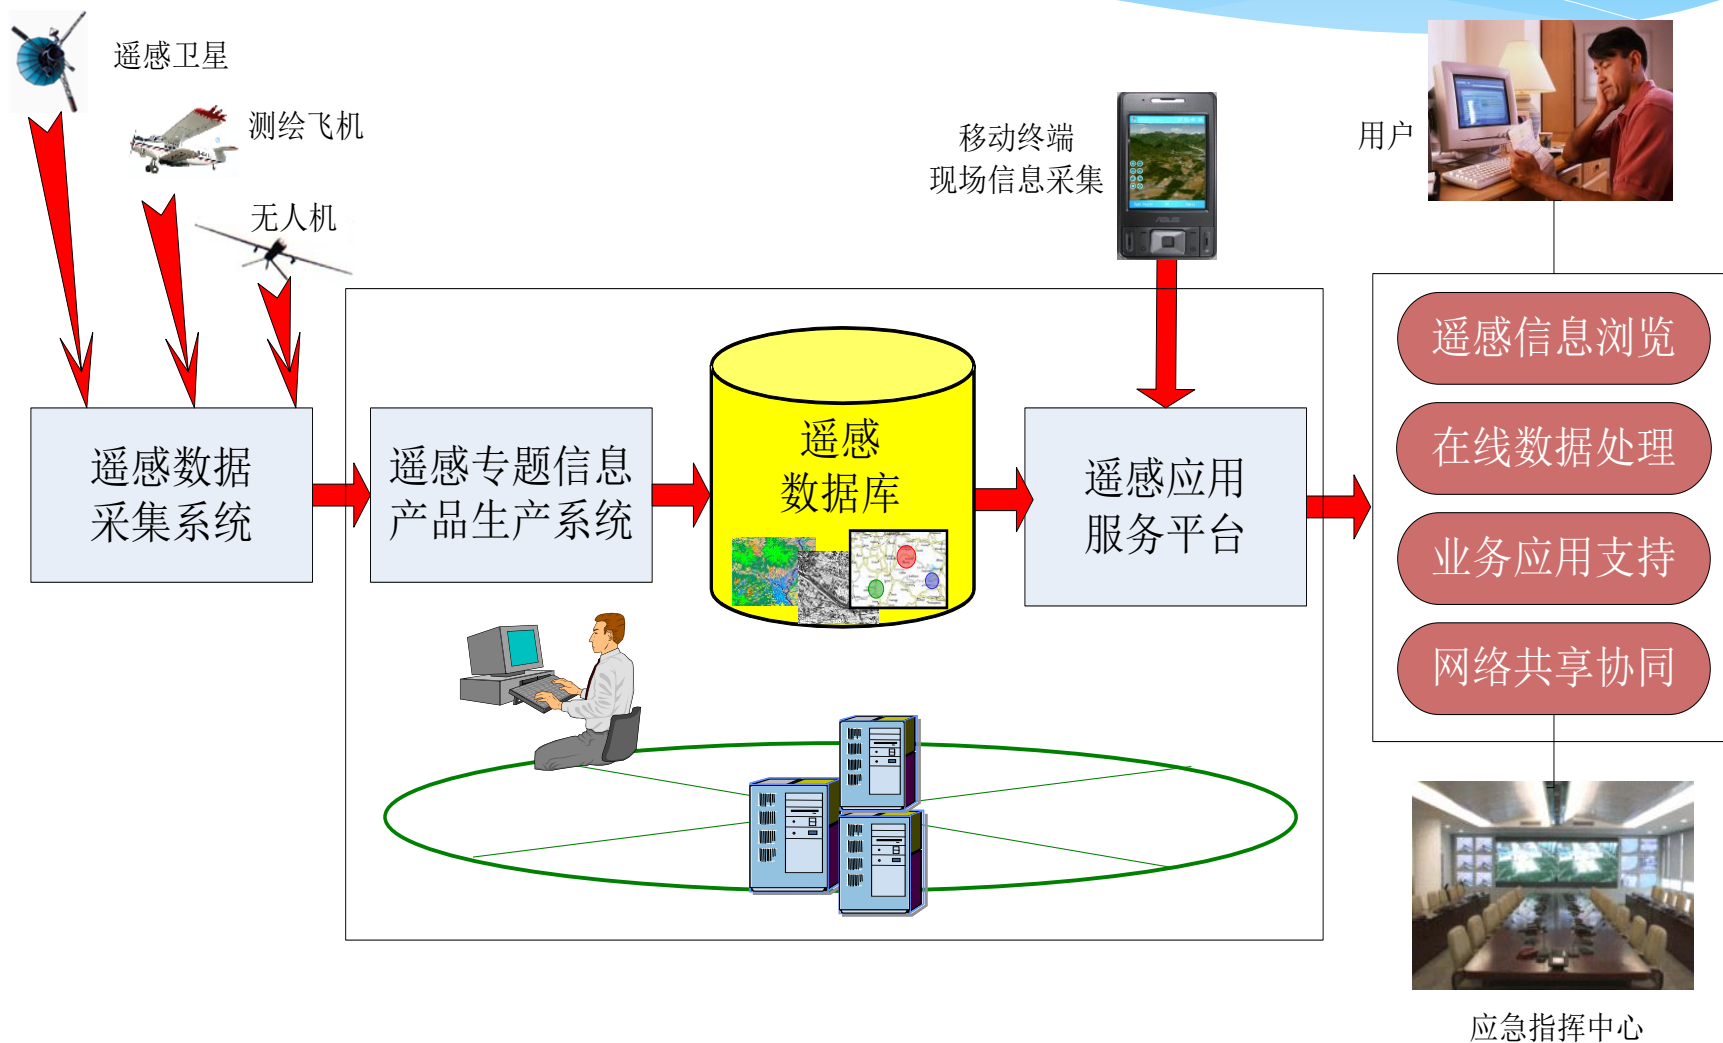 遥感卫星
测绘飞机
无人机
移动终端
现场信息采集
ASUS
用户
遥感数据
采集系统
遥感专题信息
产品生产系统
遥感
数据库
遥感应用
服务平台
遥感信息浏览
在线数据处理
业务应用支持
网络共享协同
应急指挥中心